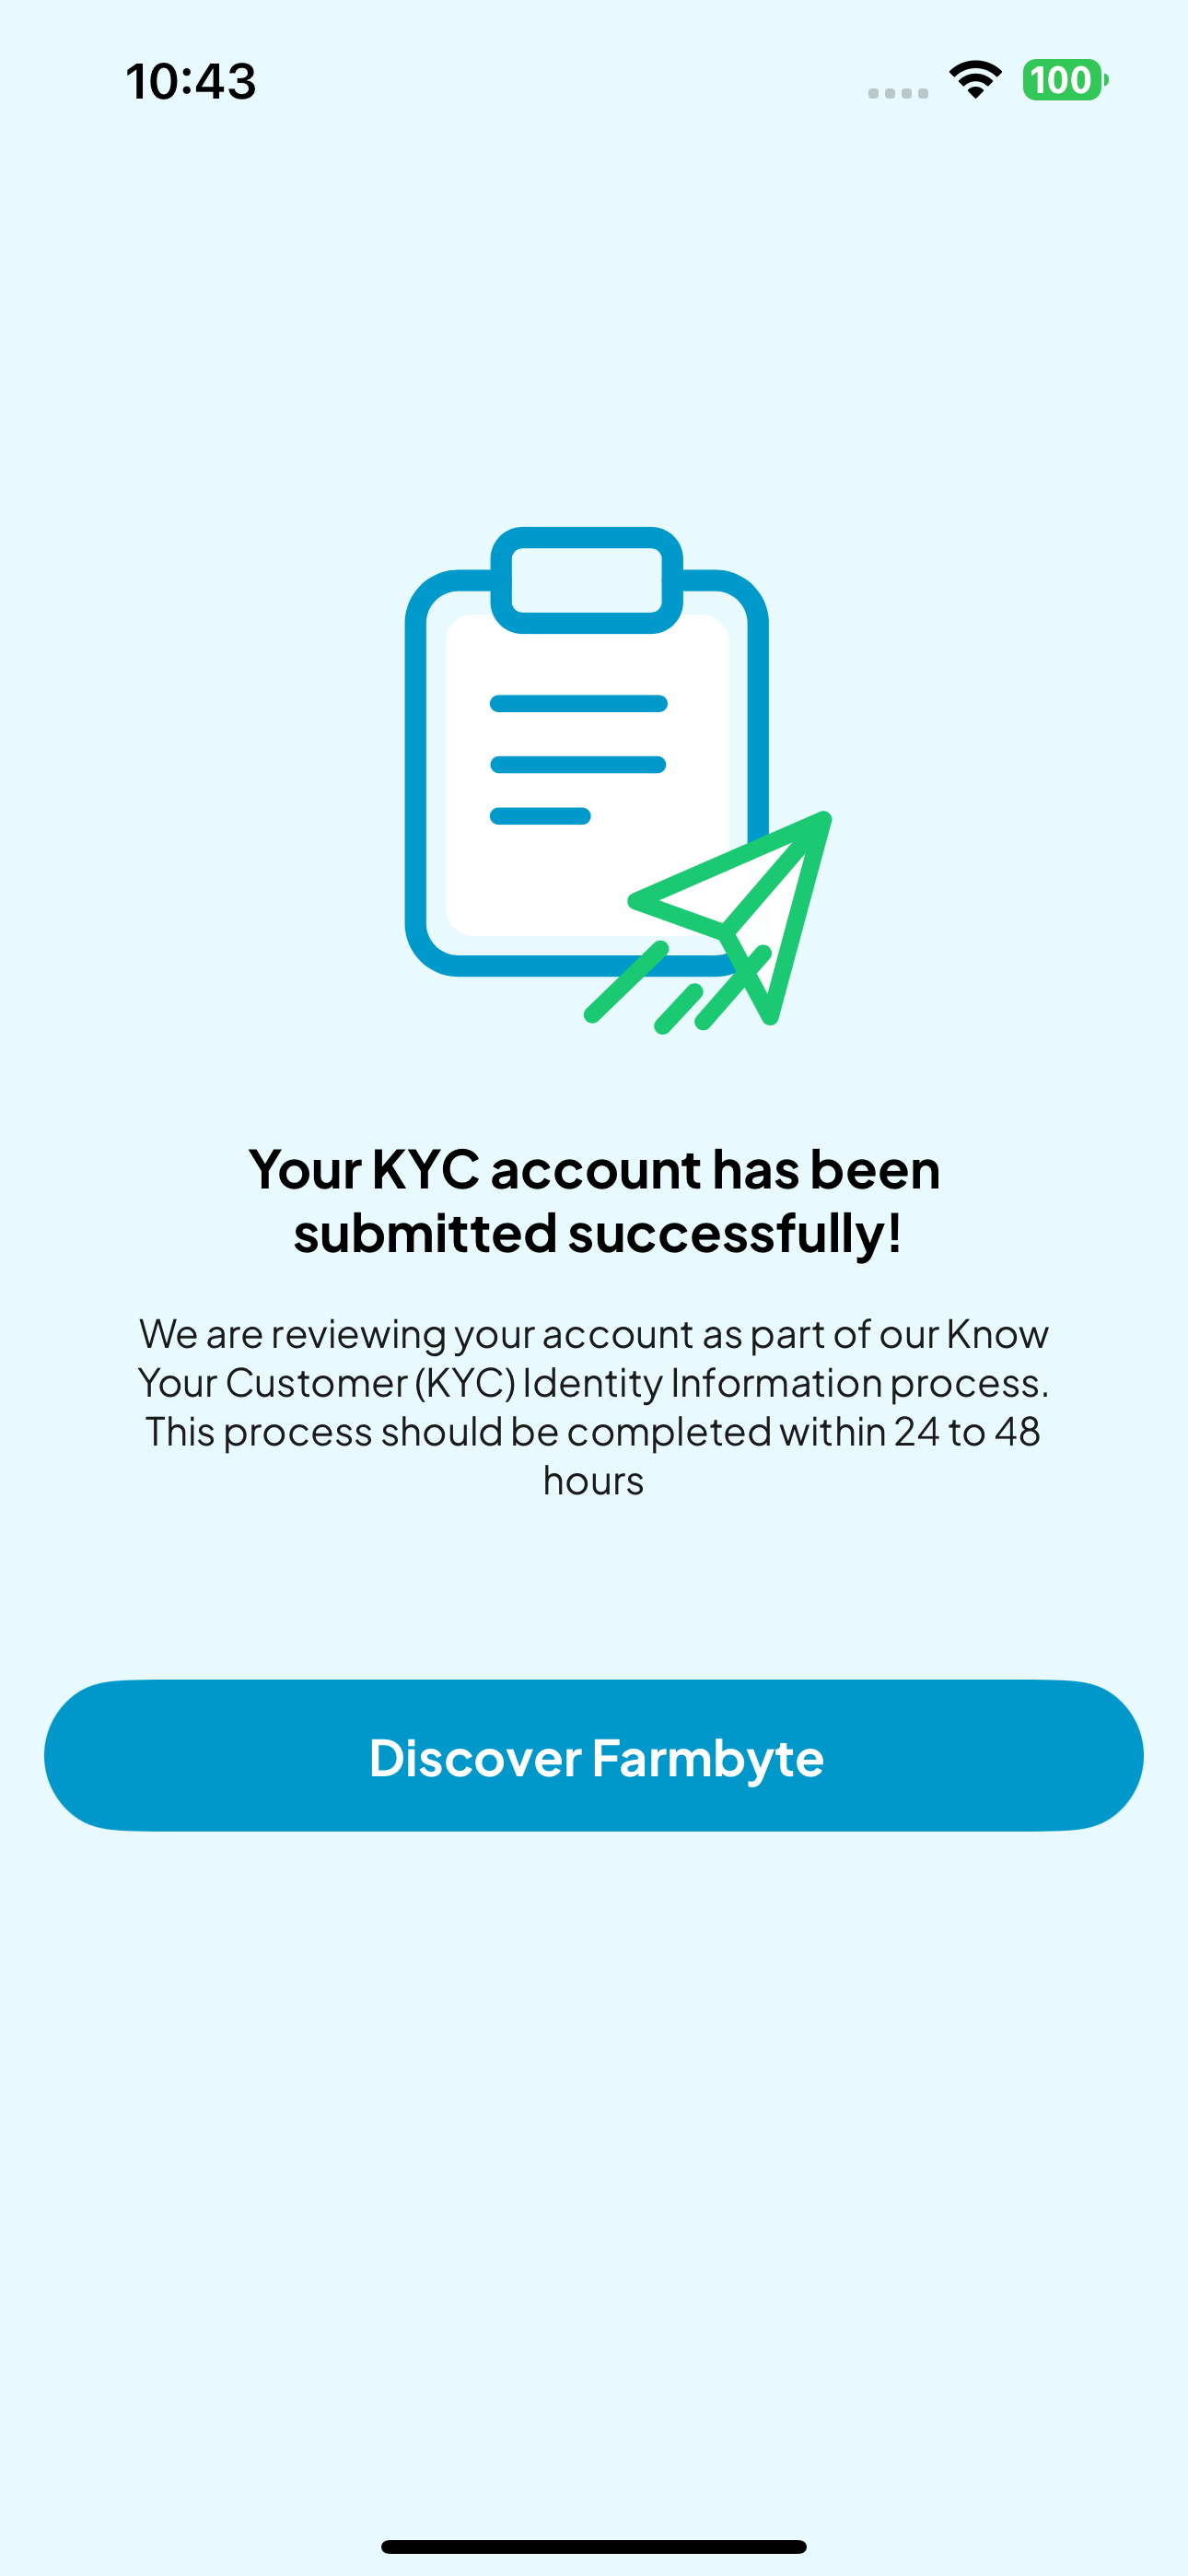 10:43
100
Your KYC account has been
submitted successfully!
We are reviewing your account as part of our Know
Your Customer (KYC) Identity Information process.
This process should be completed within 24 to 48
hours
Discover Farmbyte